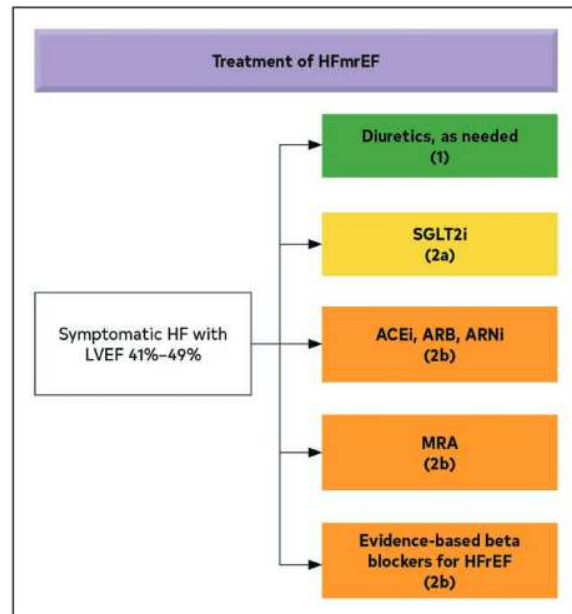 Treatment of HFmrEF
Diuretics, as needed
(1)
SGLT2i
(2a)
Symptomatic HF with
LVEF 41%–49%
ACEi, ARB, ARNi
(2b)
MRA
(2b)
Evidence-based beta
blockers for HFrEF
(2b)